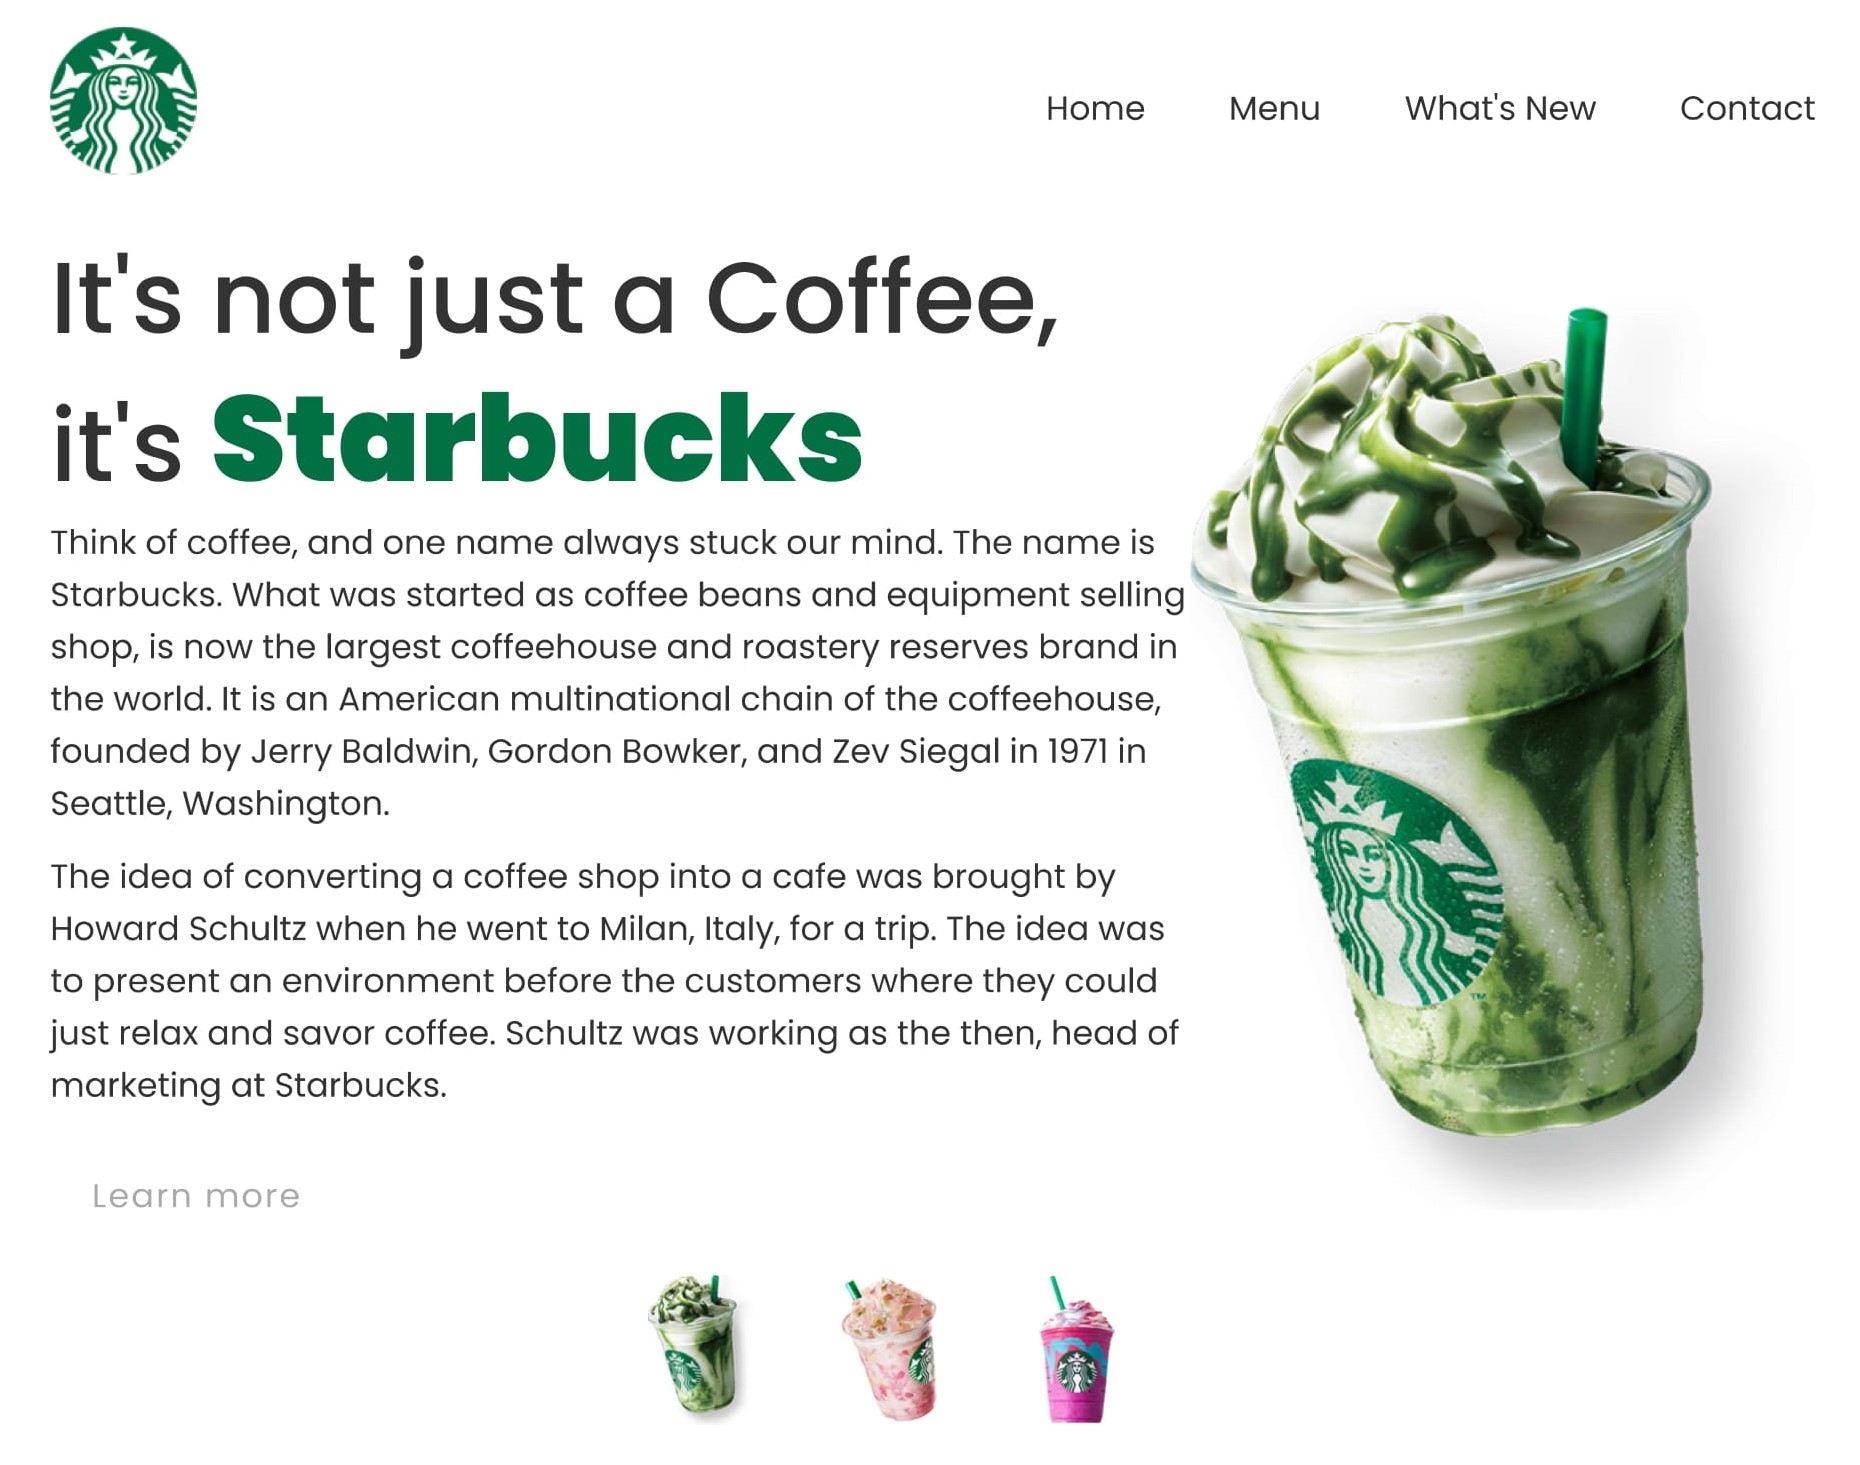 Home Menu What's New Contact
It's not just a Coffee,
it's Starbucks
Think of coffee, and one name always stuck our mind. The name is
Starbucks. What was started as coffee beans and equipment selling
shop, is now the largest coffeehouse and roastery reserves brand in
the world. It is an American multinational chain of the coffeehouse,
founded by Jerry Baldwin, Gordon Bowker, and Zev Siegal in 1971 in
Seattle, Washington.
The idea of converting a coffee shop into a cafe was brought by
Howard Schultz when he went to Milan, Italy, for a trip. The idea was
to present an environment before the customers where they could
just relax and savor coffee. Schultz was working as the then, head of
marketing at Starbucks.
TM
Learn more